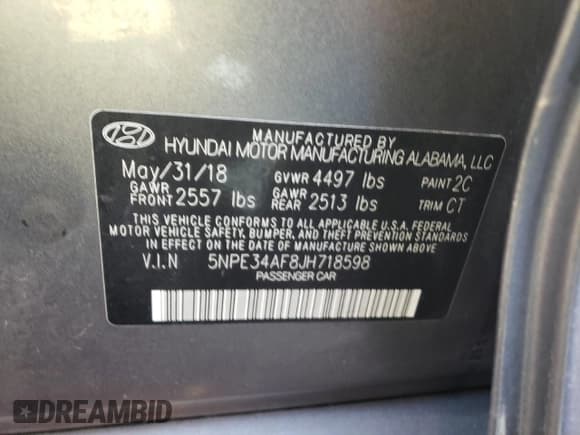 MANUFACTURED BY
HYUNDAI MOTOR MANUFACTURING ALABAMA, LLC
May/31/18 GVWR 4497 lbs PAINT 2C
GAWR FRONT 2557 lbs GAWR REAR 2513 lbs TRIM CT
THIS VEHICLE CONFORMS TO ALL APPLICABLE U.S.A. FEDERAL
MOTOR VEHICLE SAFETY, BUMPER, AND THEFT PREVENTION STANDARDS
IN EFFECT ON THE DATE OF MANUFACTURE SHOWN ABOVE
V.I.N 5NPE34AF8JH718598
PASSENGER CAR
DREAMBID